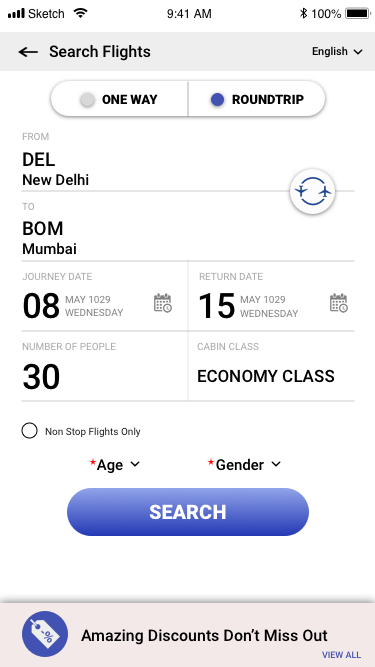 Sketch 9:41 AM 100%
Search Flights English
ONE WAY ROUNDTRIP
FROM
DEL
New Delhi
TO
BOM
Mumbai
JOURNEY DATE RETURN DATE
08 MAY 1029 WEDNESDAY 15 MAY 1029 WEDNESDAY
NUMBER OF PEOPLE CABIN CLASS
30 ECONOMY CLASS
Non Stop Flights Only
*Age *Gender
SEARCH
Amazing Discounts Don't Miss Out
VIEW ALL